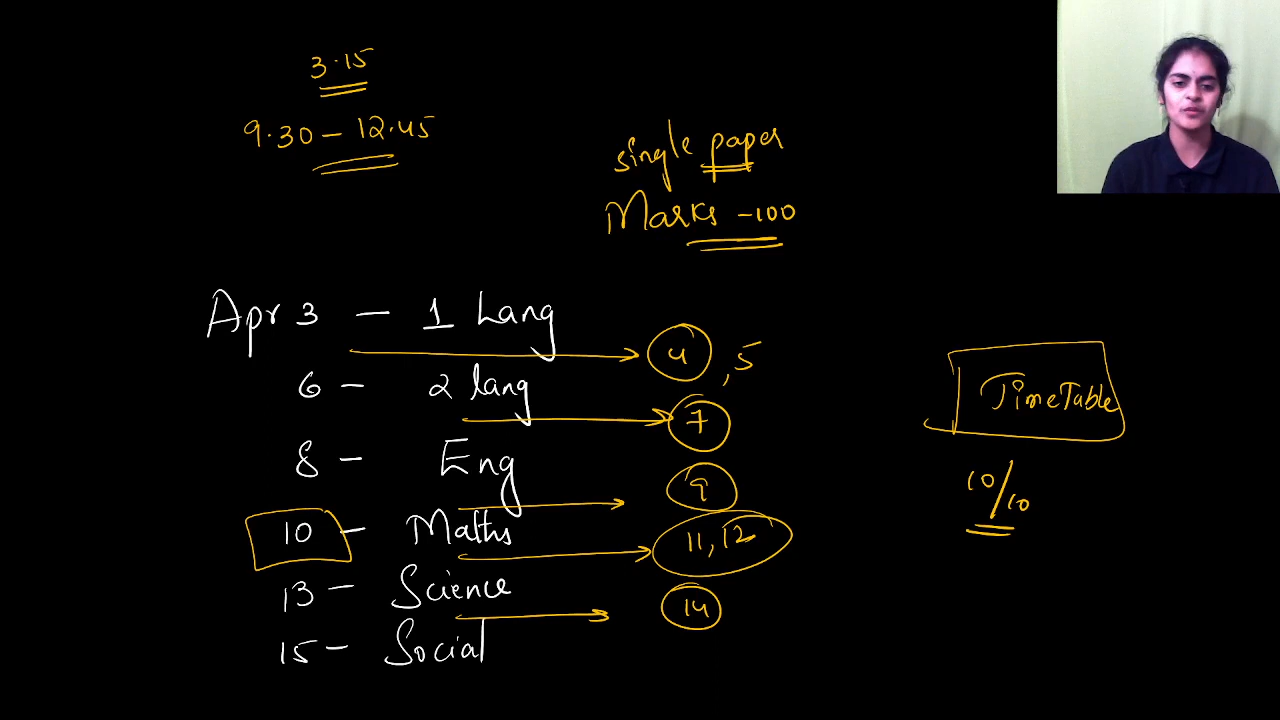 3.15
9.30 - 12.45
single paper
Marks - 100
Apr 3 - 1 Lang
4, 5
6 - 2 lang
7
8 - Eng
9
10 - Maths
11, 12
13 - Science
14
15 - Social
TimeTable
10/10